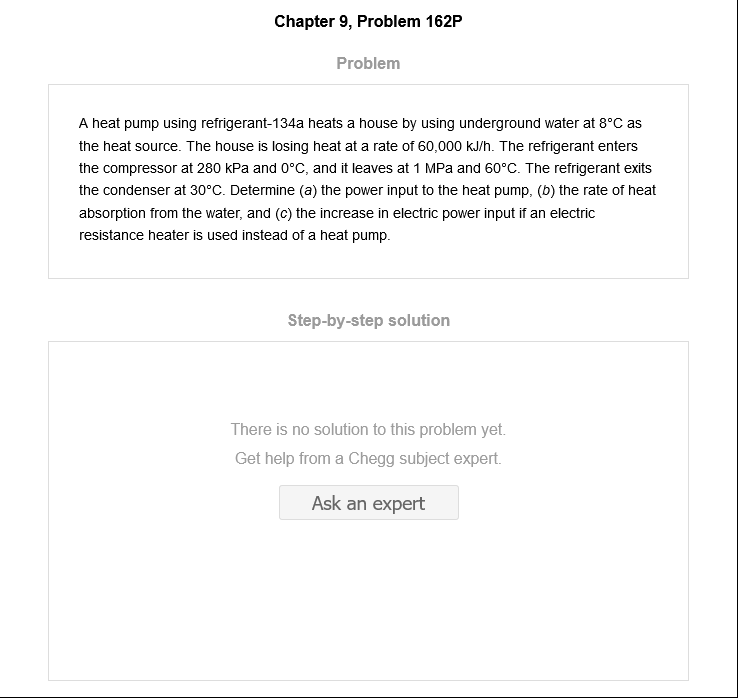 Chapter 9, Problem 162P
Problem
A heat pump using refrigerant-134a heats a house by using underground water at 8°C as
the heat source. The house is losing heat at a rate of 60,000 kJ/h. The refrigerant enters
the compressor at 280 kPa and 0°C, and it leaves at 1 MPa and 60°C. The refrigerant exits
the condenser at 30°C. Determine (a) the power input to the heat pump, (b) the rate of heat
absorption from the water, and (c) the increase in electric power input if an electric
resistance heater is used instead of a heat pump.
Step-by-step solution
There is no solution to this problem yet.
Get help from a Chegg subject expert.
Ask an expert